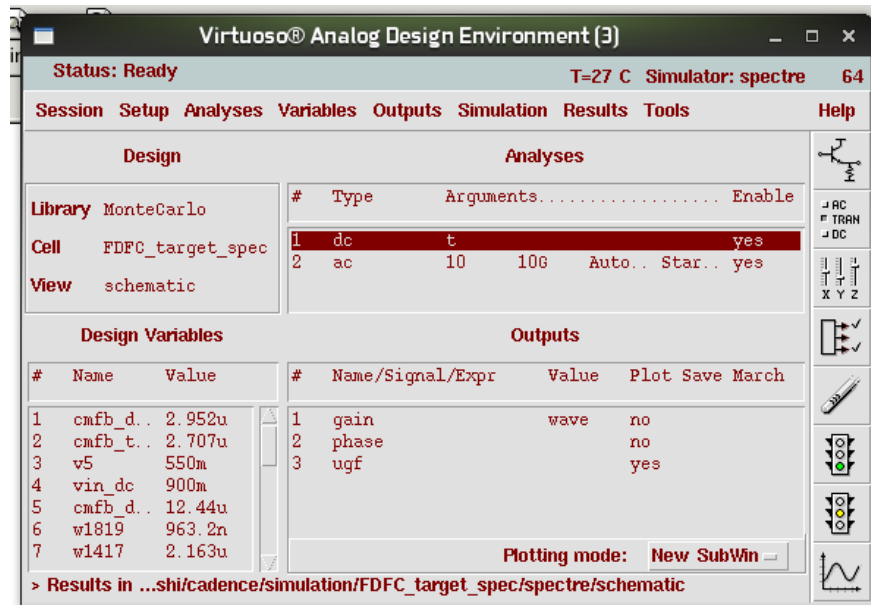 Virtuoso® Analog Design Environment (3)
Status: Ready T=27 C Simulator: spectre 64
Session Setup Analyses Variables Outputs Simulation Results Tools Help
Design
Library MonteCarlo
Cell FDFC_target_spec
View schematic
Analyses
# Type Arguments..................... Enable
1 dc t yes
2 ac 10 10G Auto.. Star.. yes
Design Variables
# Name Value
1 cmfb_d.. 2.952u
2 cmfb_t.. 2.707u
3 v5 550m
4 vin_dc 900m
5 cmfb_d.. 12.44u
6 w1819 963.2n
7 w1417 2.163u
Outputs
# Name/Signal/Expr Value Plot Save March
1 gain wave no
2 phase no
3 ugf yes
Plotting mode: New SubWin
AC
TRAN
DC
X Y Z
> Results in ...shi/cadence/simulation/FDFC_target_spec/spectre/schematic